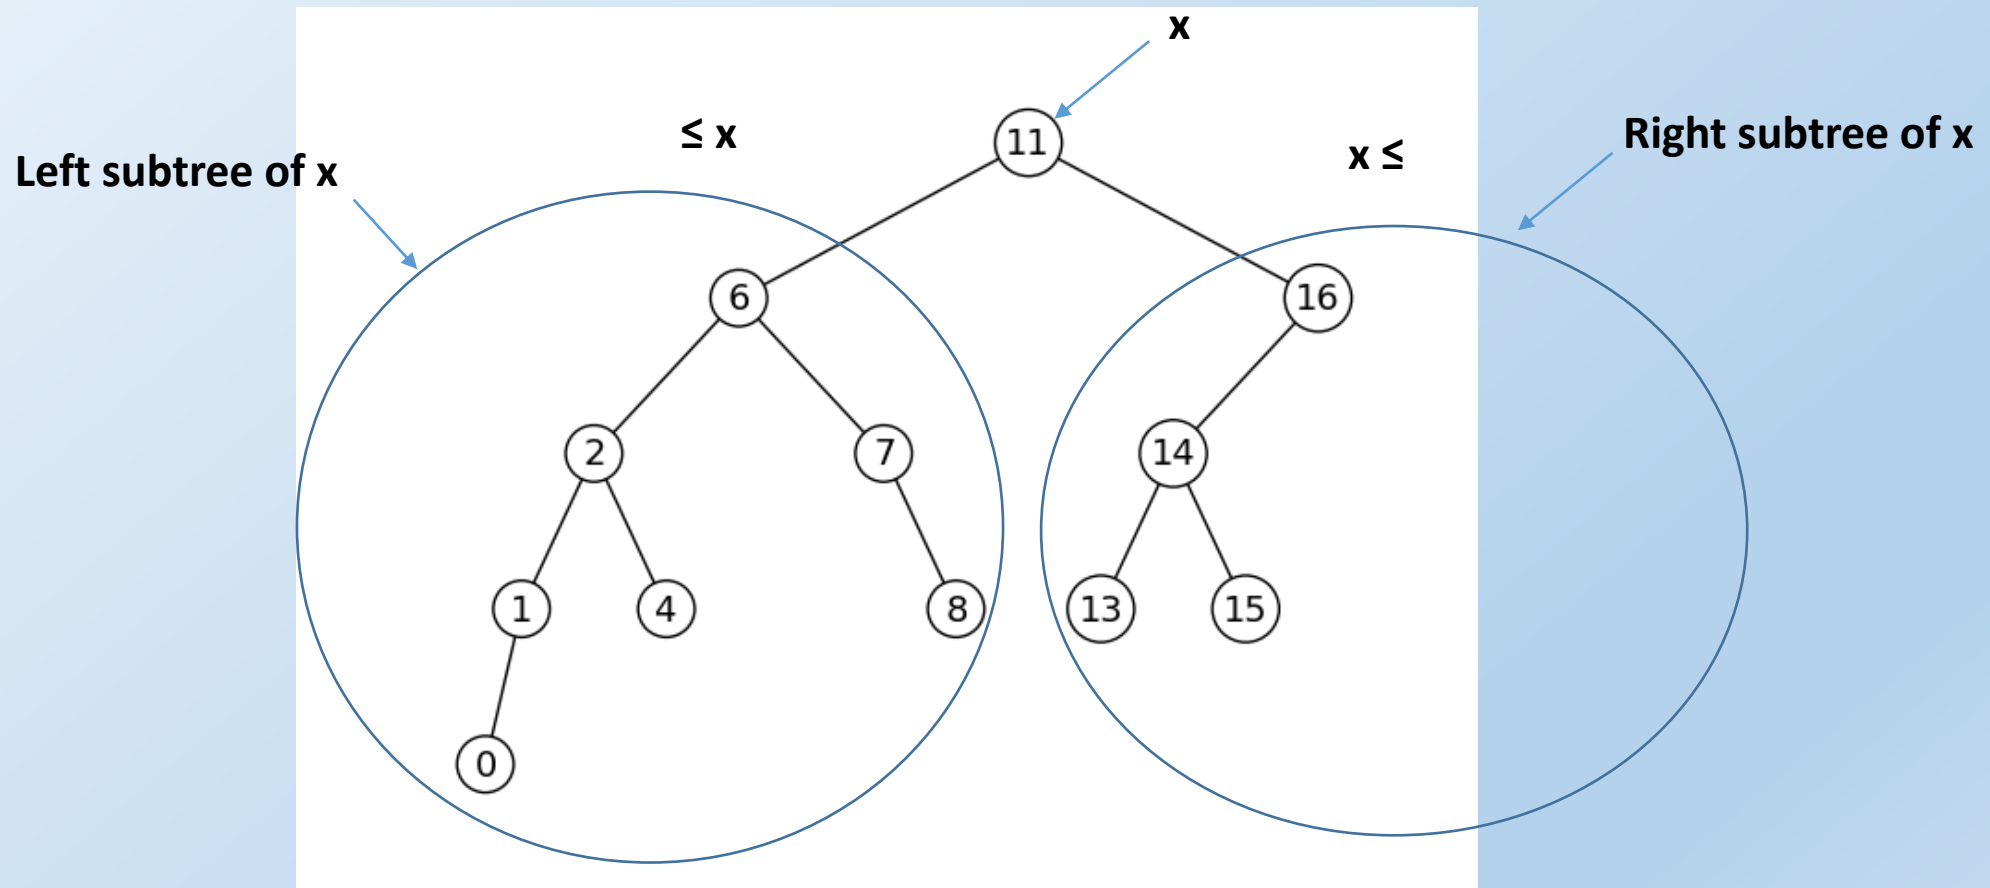 x
≤ x
x ≤
Right subtree of x
Left subtree of x
11
6
16
2
7
14
1
4
8
13
15
0